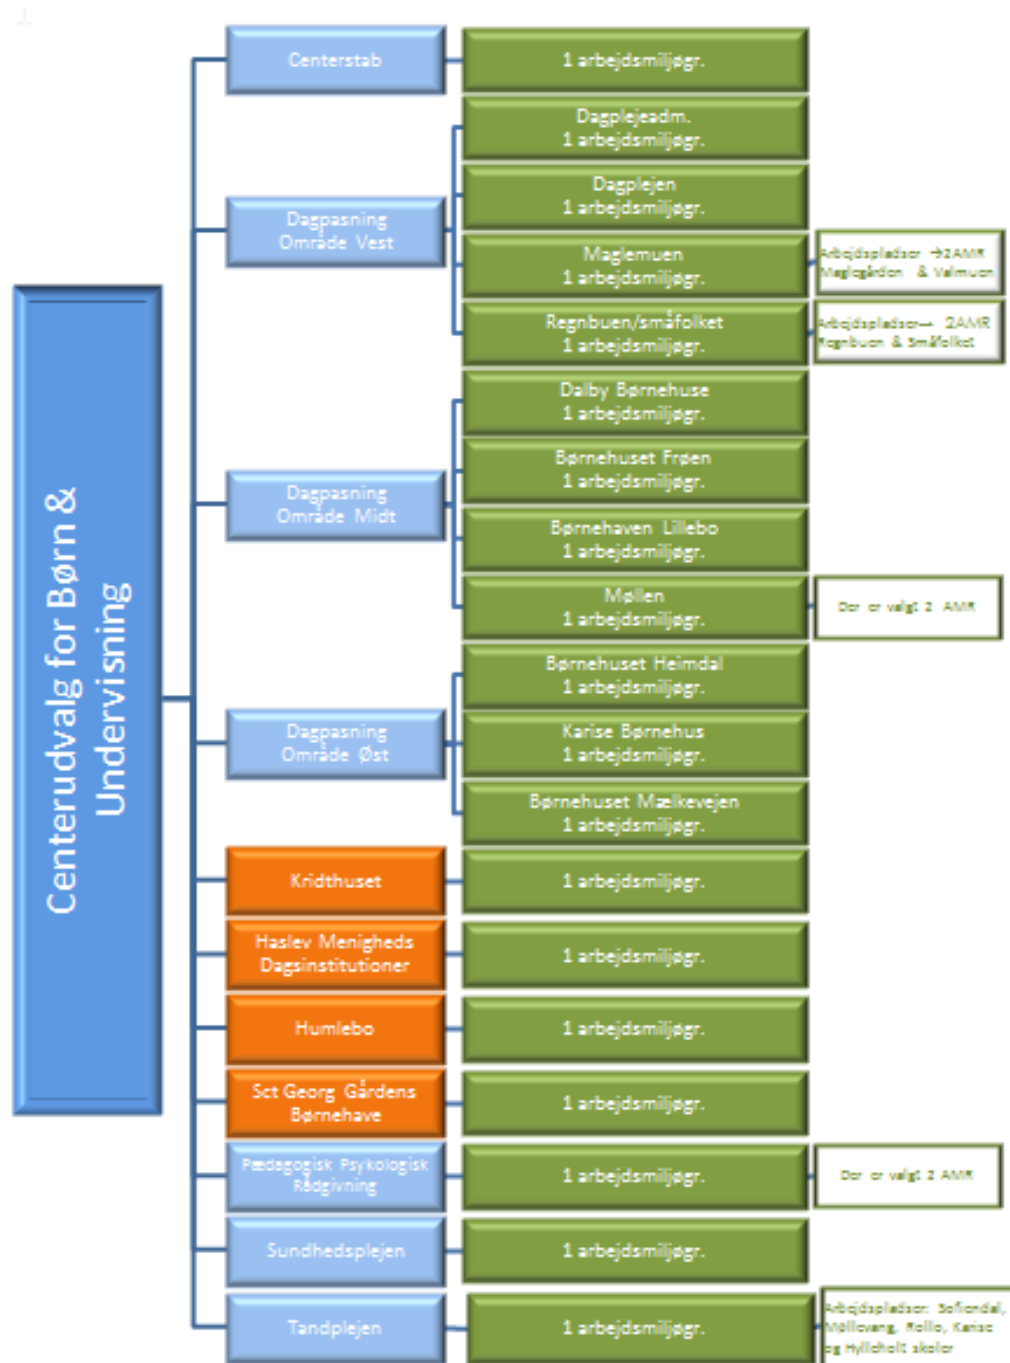 Centerudvalg for Børn &
Undervisning
Centerstab
1 arbejdsmiljøgr.
Dagpasning
Område Vest
Dagplejeadm.
1 arbejdsmiljøgr.
Dagplejen
1 arbejdsmiljøgr.
Maglemuen
1 arbejdsmiljøgr.
Arbejdspladser →2AMR
Maglegården & Valmuen
Regnbuen/småfolket
1 arbejdsmiljøgr.
Arbejdspladser→ 2AMR
Regnbuen & Småfolket
Dagpasning
Område Midt
Dalby Børnehuse
1 arbejdsmiljøgr.
Børnehuset Frøen
1 arbejdsmiljøgr.
Børnehaven Lillebo
1 arbejdsmiljøgr.
Møllen
1 arbejdsmiljøgr.
Der er valgt 2 AMR
Dagpasning
Område Øst
Børnehuset Heimdal
1 arbejdsmiljøgr.
Karise Børnehus
1 arbejdsmiljøgr.
Børnehuset Mælkevejen
1 arbejdsmiljøgr.
Kridthuset
1 arbejdsmiljøgr.
Haslev Menigheds
Dagsinstitutioner
1 arbejdsmiljøgr.
Humlebo
1 arbejdsmiljøgr.
Sct Georg Gårdens
Børnehave
1 arbejdsmiljøgr.
Pædagogisk Psykologisk
Rådgivning
1 arbejdsmiljøgr.
Der er valgt 2 AMR
Sundhedsplejen
1 arbejdsmiljøgr.
Tandplejen
1 arbejdsmiljøgr.
Arbejdspladser: Sofiendal,
Møllevang, Rolle, Karise
og Hylleholt skoler